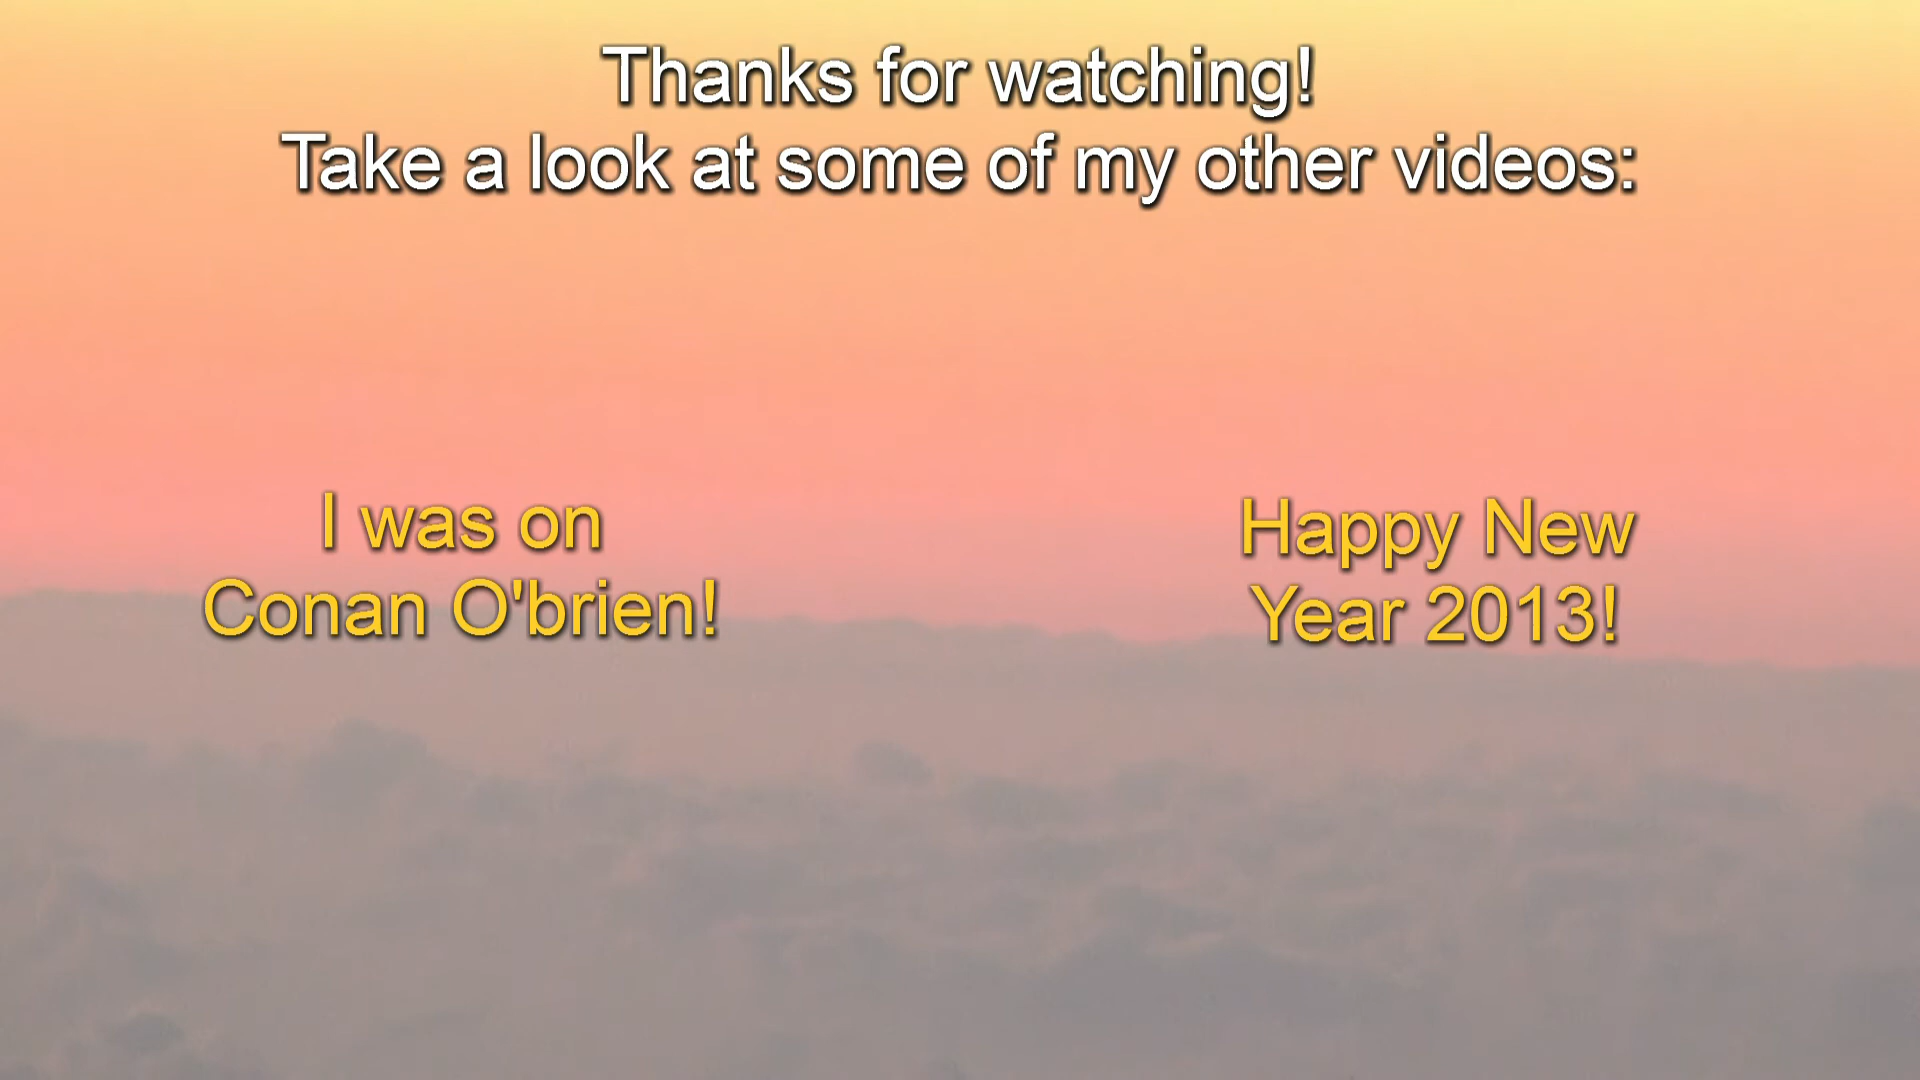 Thanks for watching!
Take a look at some of my other videos:
I was on
Conan O'brien!
Happy New
Year 2013!